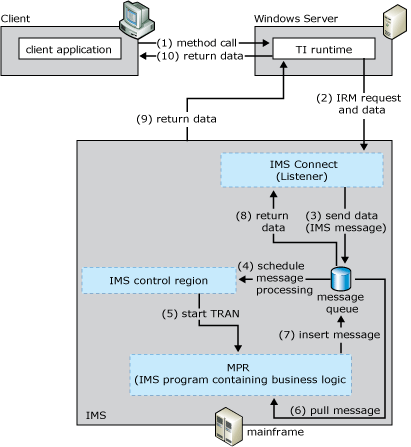 Client
Windows Server
client application
(1) method call
(10) return data
TI runtime
(2) IRM request
and data
(9) return data
IMS Connect
(Listener)
(8) return
data
(3) send data
(IMS message)
(4) schedule
message
processing
IMS control region
message
queue
(5) start TRAN
(7) insert message
MPR
(IMS program containing business logic
(6) pull message
IMS
mainframe